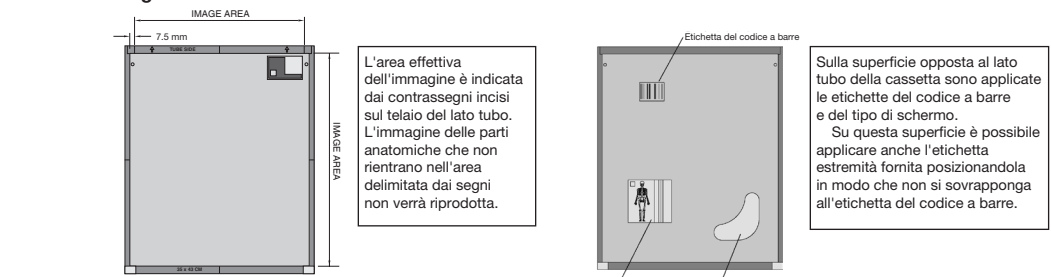 IMAGE AREA
7.5 mm
TUBE SIDE
IMAGE AREA
35 x 43 CM
L'area effettiva
dell'immagine è indicata
dai contrassegni incisi
sul telaio del lato tubo.
L'immagine delle parti
anatomiche che non
rientrano nell'area
delimitata dai segni
non verrà riprodotta.
Etichetta del codice a barre
Sulla superficie opposta al lato
tubo della cassetta sono applicate
le etichette del codice a barre
e del tipo di schermo.
Su questa superficie è possibile
applicare anche l'etichetta
estremità fornita posizionandola
in modo che non si sovrapponga
all'etichetta del codice a barre.